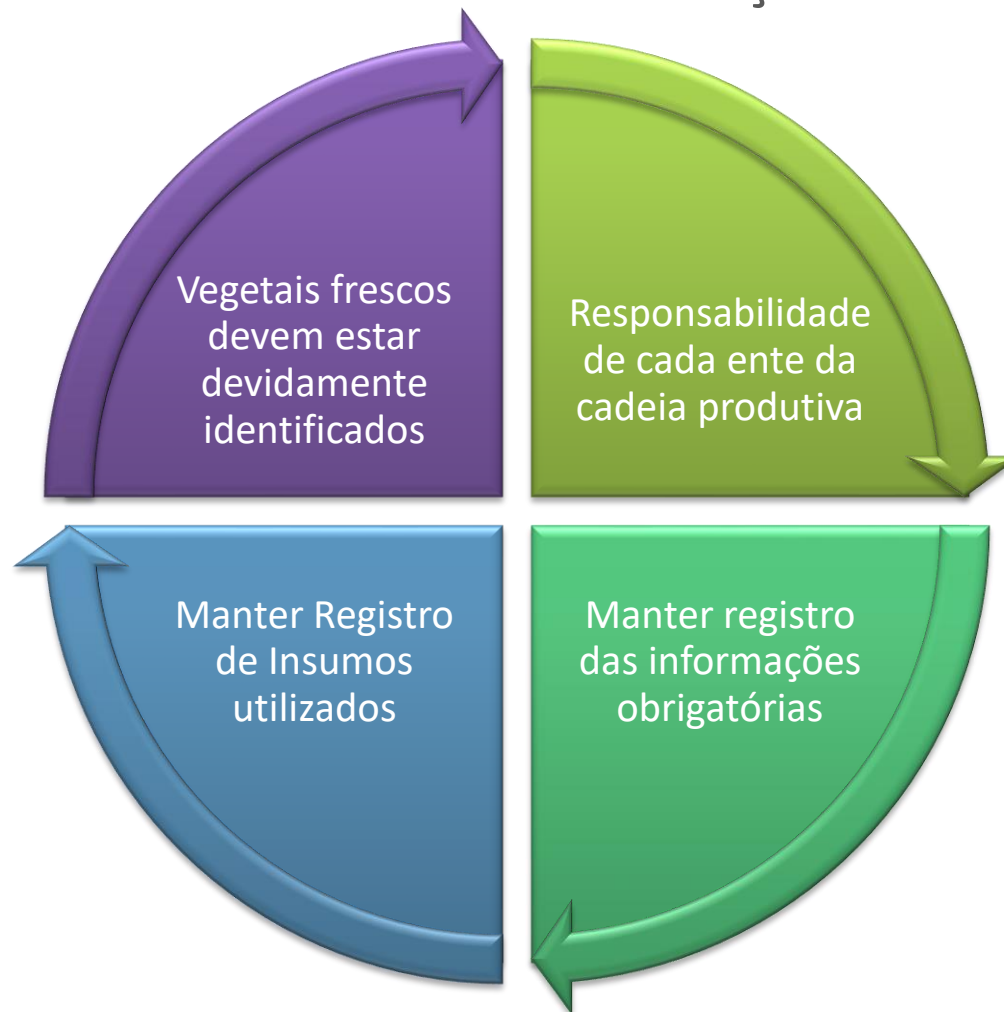 Vegetais frescos
devem estar
devidamente
identificados
Responsabilidade
de cada ente da
cadeia produtiva
Manter Registro
de Insumos
utilizados
Manter registro
das informações
obrigatórias